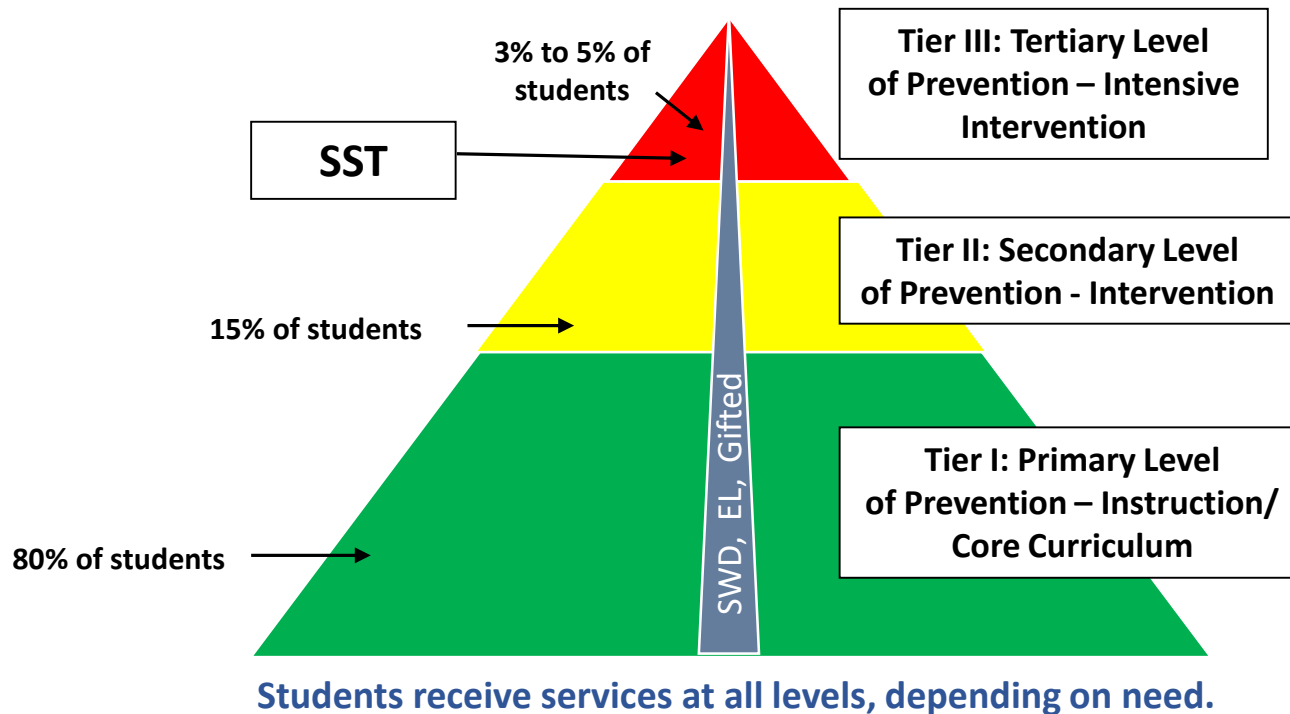 3% to 5% of
students
Tier III: Tertiary Level
of Prevention – Intensive
Intervention
SST
Tier II: Secondary Level
of Prevention - Intervention
15% of students
SWD, EL, Gifted
Tier I: Primary Level
of Prevention – Instruction/
Core Curriculum
80% of students
Students receive services at all levels, depending on need.